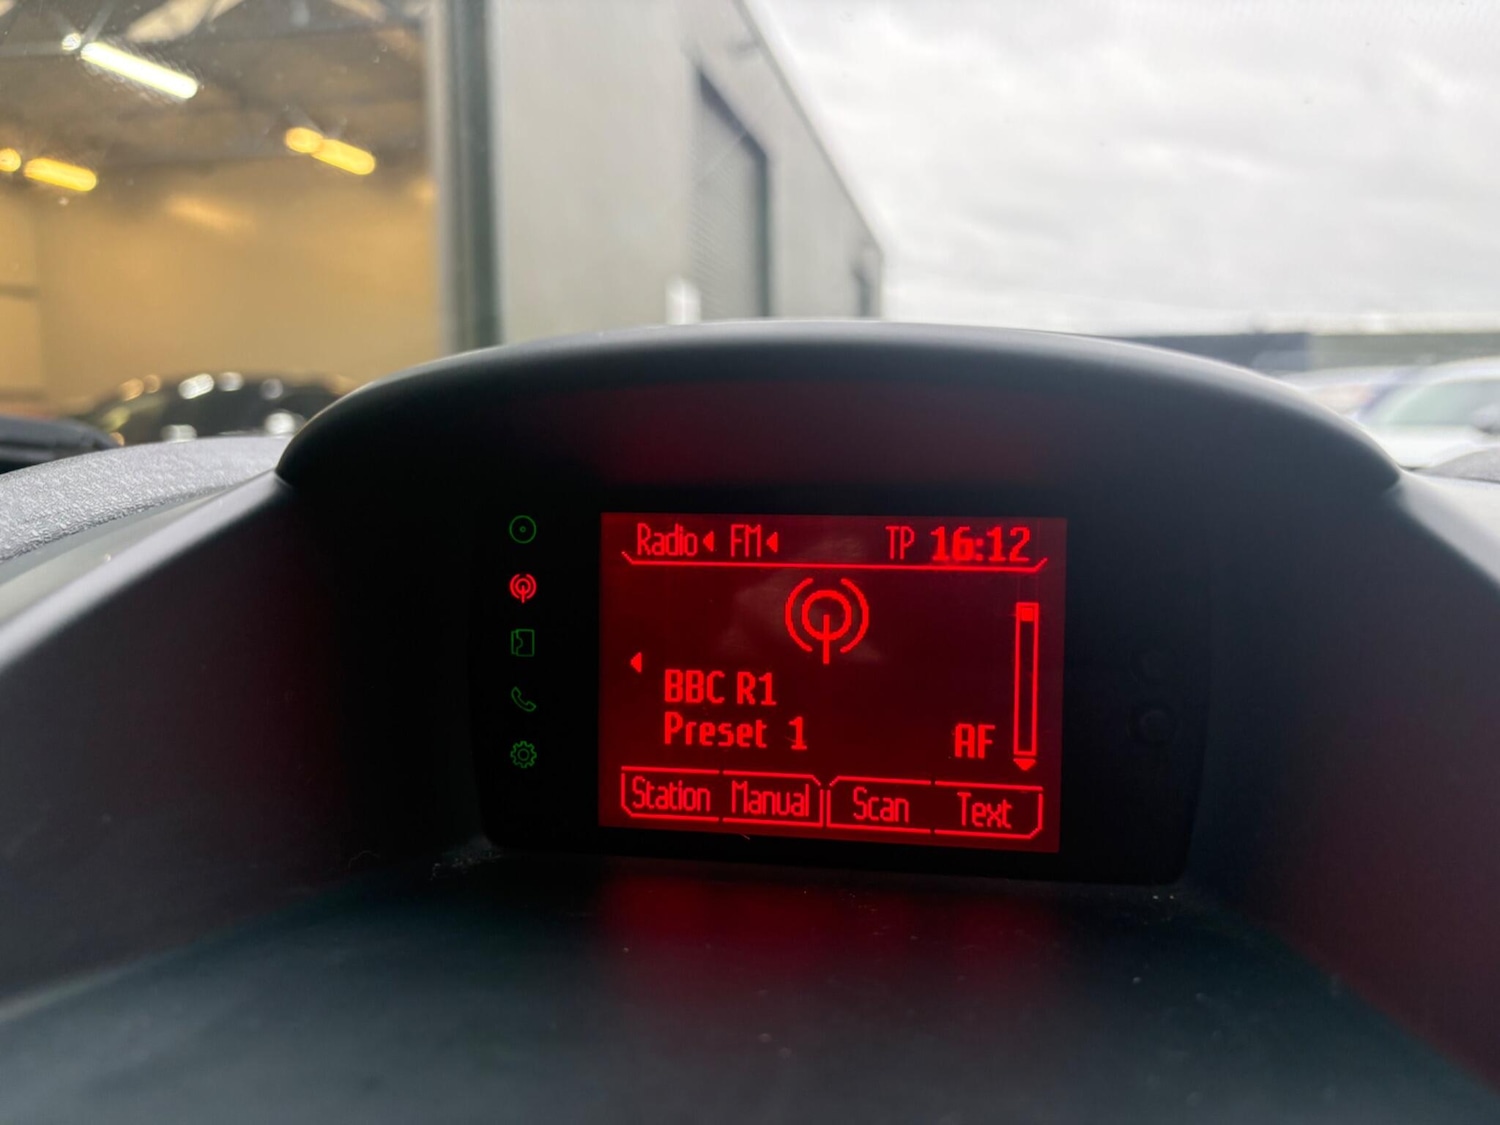 Radio FM TP 16:12
BBC R1
Preset 1
AF
Station Manual Scan Text